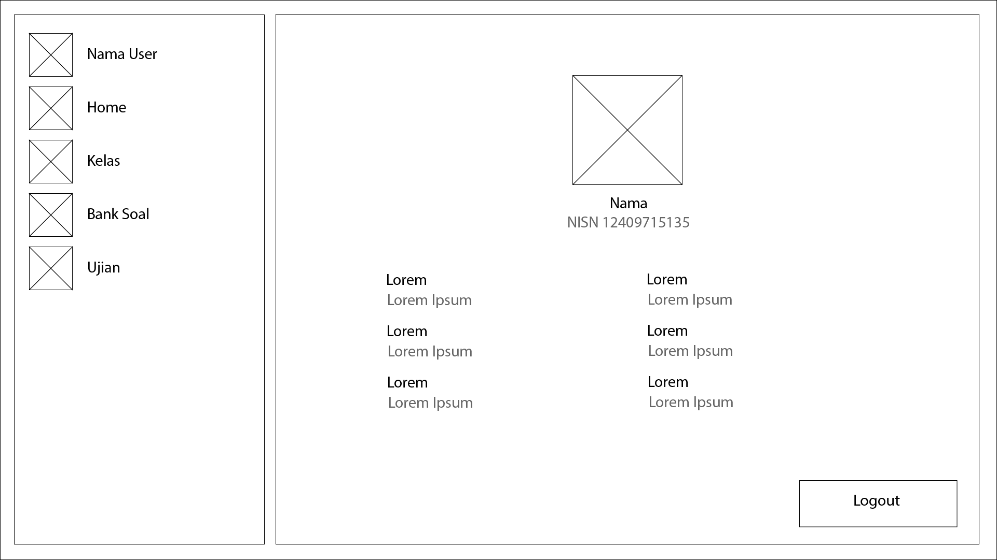 Nama User
Home
Kelas
Bank Soal
Ujian
Nama
NISN 12409715135
Lorem
Lorem Ipsum
Lorem
Lorem Ipsum
Lorem
Lorem Ipsum
Lorem
Lorem Ipsum
Lorem
Lorem Ipsum
Lorem
Lorem Ipsum
Logout